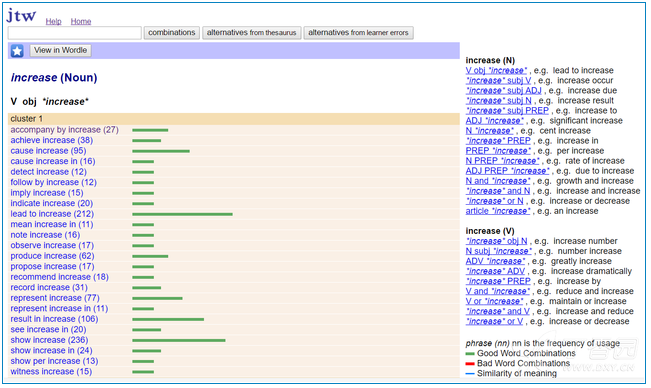 jtw
Help Home
combinations
alternatives from thesaurus
alternatives from learner errors
View in Wordle
increase (Noun)
V obj *increase*
cluster 1
accompany by increase (27)
achieve increase (38)
cause increase (95)
cause increase in (16)
detect increase (12)
follow by increase (12)
imply increase (15)
indicate increase (20)
lead to increase (212)
mean increase in (11)
note increase (16)
observe increase (17)
produce increase (62)
propose increase (17)
recommend increase (18)
record increase (31)
represent increase (77)
represent increase in (11)
result in increase (106)
see increase in (20)
show increase (236)
show increase in (24)
show per increase (13)
witness increase (15)
increase (N)
V obj *increase* , e.g. lead to increase
*increase* subj V , e.g. increase occur
*increase* subj ADJ , e.g. increase due
*increase* subj N , e.g. increase result
*increase* subj PREP , e.g. increase to
ADJ *increase* , e.g. significant increase
N *increase* , e.g. cent increase
*increase* PREP , e.g. increase in
PREP *increase* , e.g. per increase
N PREP *increase* , e.g. rate of increase
ADJ PREP *increase* , e.g. due to increase
N and *increase* , e.g. growth and increase
*increase* and N , e.g. increase and increase
*increase* or N , e.g. increase or decrease
article *increase* , e.g. an increase
increase (V)
*increase* obj N , e.g. increase number
N subj *increase* , e.g. number increase
ADV *increase* , e.g. greatly increase
*increase* ADV , e.g. increase dramatically
*increase* PREP , e.g. increase by
V and *increase* , e.g. reduce and increase
V or *increase* , e.g. maintain or increase
*increase* and V , e.g. increase and reduce
*increase* or V , e.g. increase or decrease
phrase (nn) nn is the frequency of usage
Good Word Combinations
Bad Word Combinations
Similarity of meaning
WWW.DXY.CN